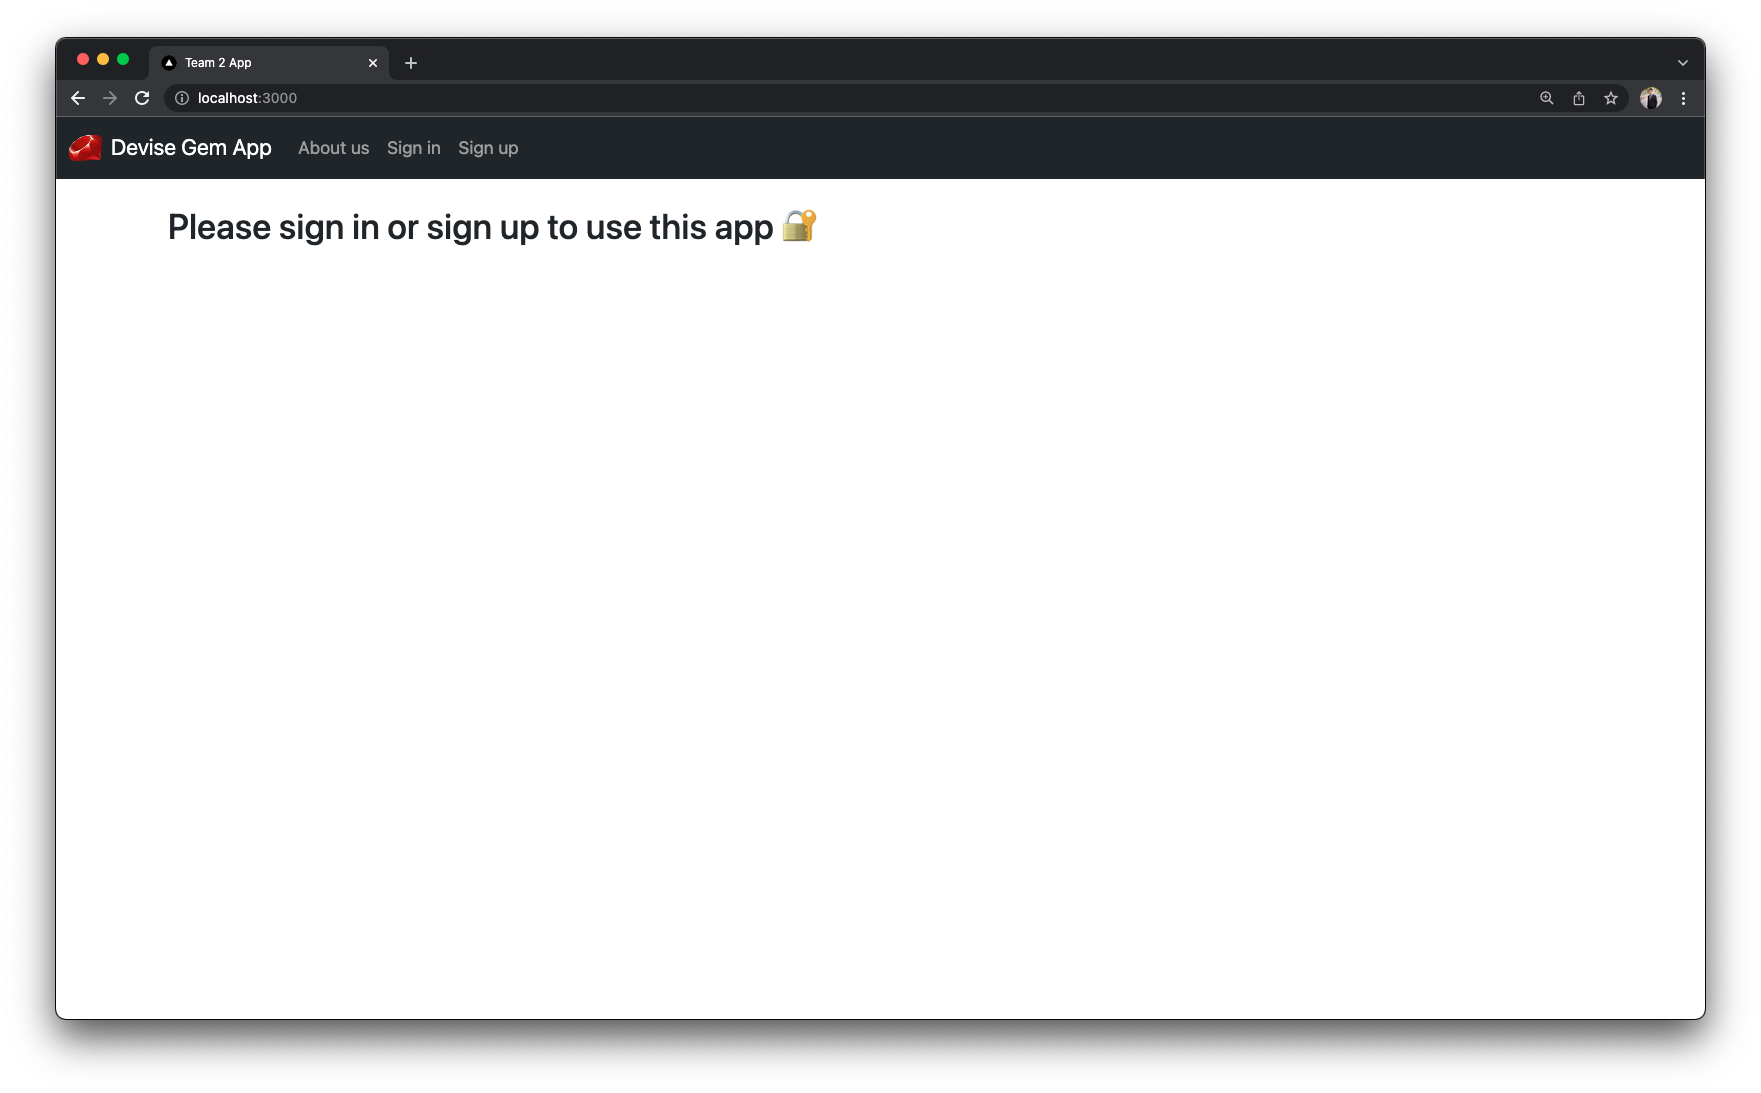 Team 2 App
localhost:3000
Devise Gem App About us Sign in Sign up
Please sign in or sign up to use this app 🔐